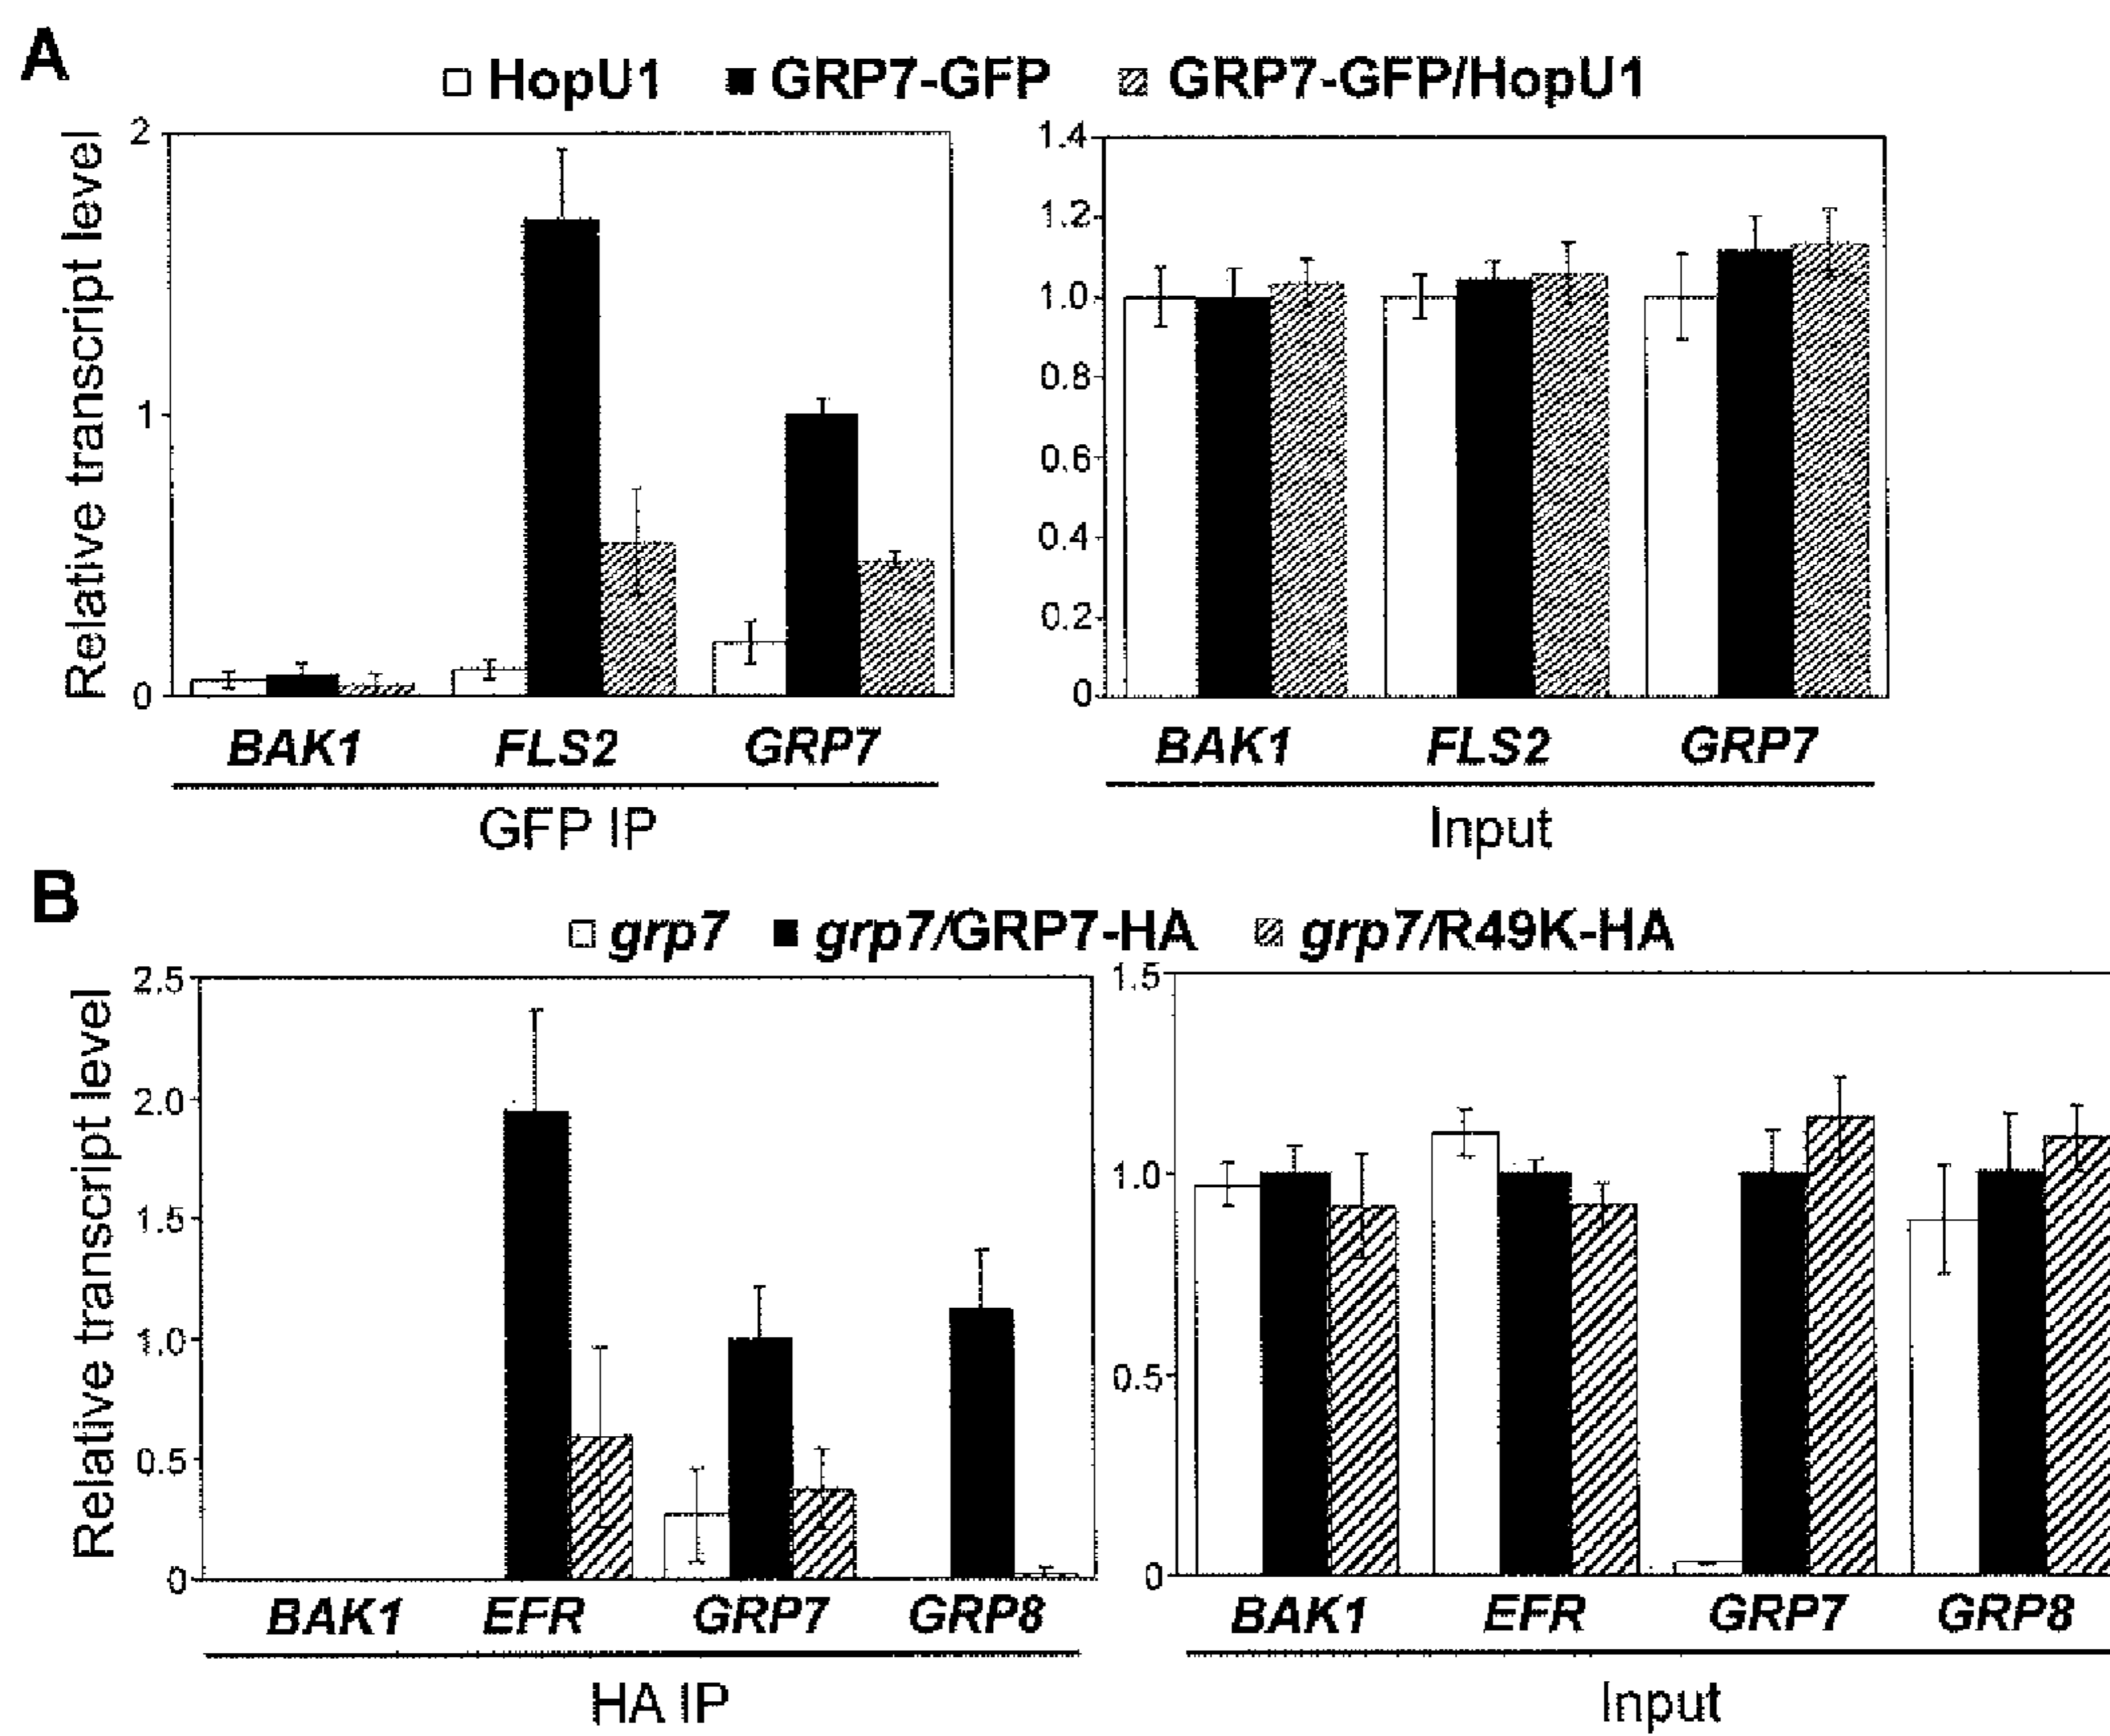 A
HopU1 GRP7-GFP GRP7-GFP/HopU1
Relative transcript level
2
1
0
BAK1 FLS2 GRP7
GFP IP
1.4
1.2
1.0
0.8
0.6
0.4
0.2
0
BAK1 FLS2 GRP7
Input
B
grp7 grp7/GRP7-HA grp7/R49K-HA
Relative transcript level
2.5
2.0
1.5
1.0
0.5
0
BAK1 EFR GRP7 GRP8
HA IP
1.5
1.0
0.5
0
BAK1 EFR GRP7 GRP8
Input